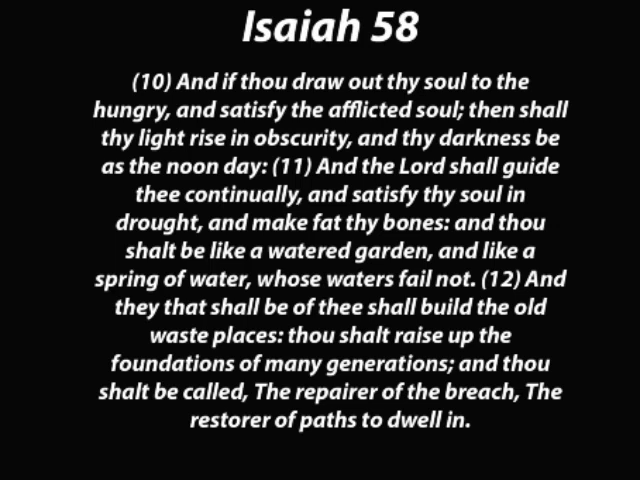 Isaiah 58
(10) And if thou draw out thy soul to the
hungry, and satisfy the afflicted soul; then shall
thy light rise in obscurity, and thy darkness be
as the noon day: (11) And the Lord shall guide
thee continually, and satisfy thy soul in
drought, and make fat thy bones: and thou
shalt be like a watered garden, and like a
spring of water, whose waters fail not. (12) And
they that shall be of thee shall build the old
waste places: thou shalt raise up the
foundations of many generations; and thou
shalt be called, The repairer of the breach, The
restorer of paths to dwell in.